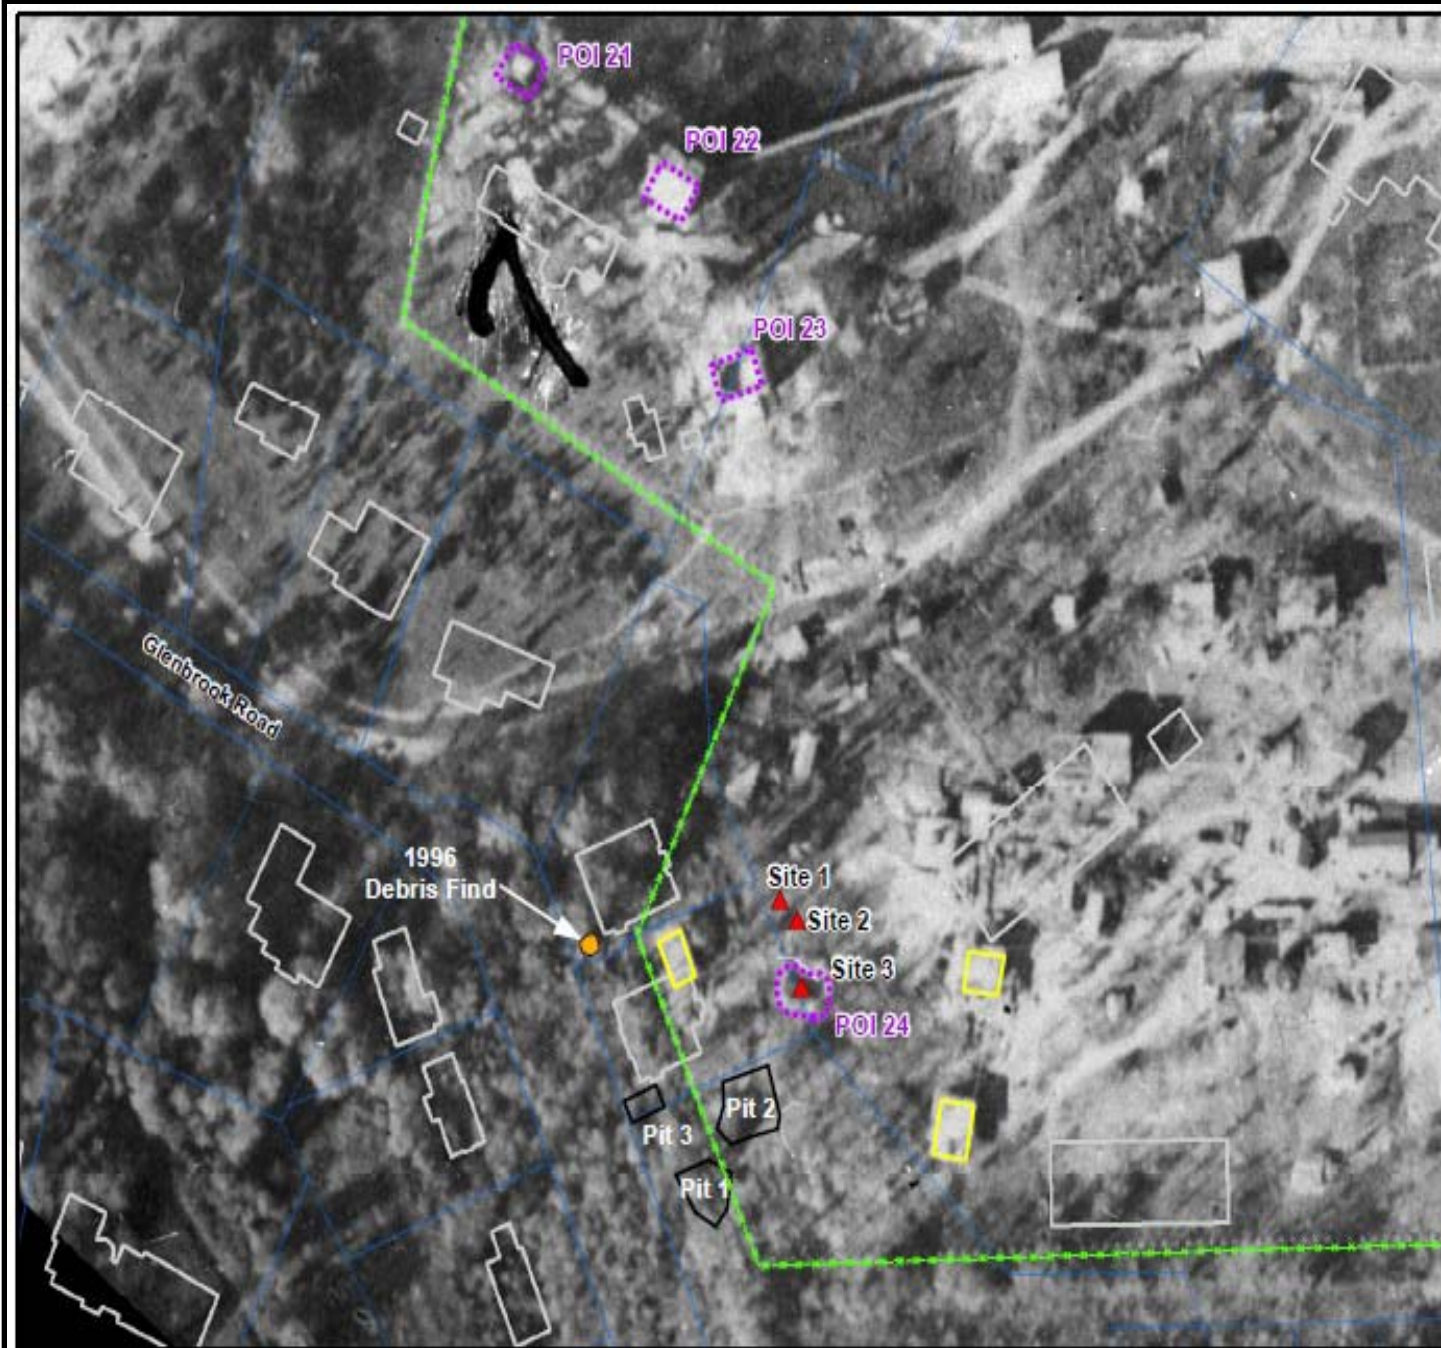 POI 21
POI 22
POI 23
Glenbrook Road
1996
Debris Find
Site 1
Site 2
Site 3
POI 24
Pit 2
Pit 3
Pit 1